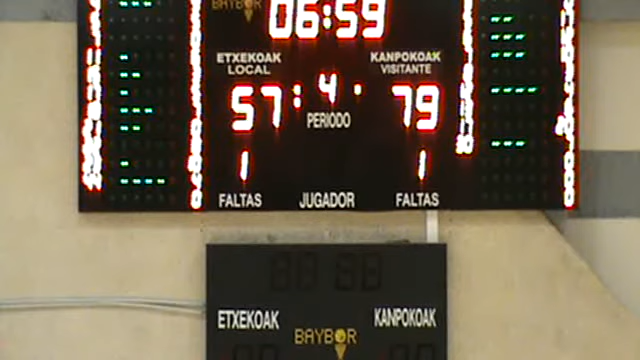 BAYBOR
06:59
ETXEKOAK KANPOKOAK
LOCAL VISITANTE
57 4 79
PERIODO
1 1
FALTAS JUGADOR FALTAS
ETXEKOAK KANPOKOAK
BAYBOR